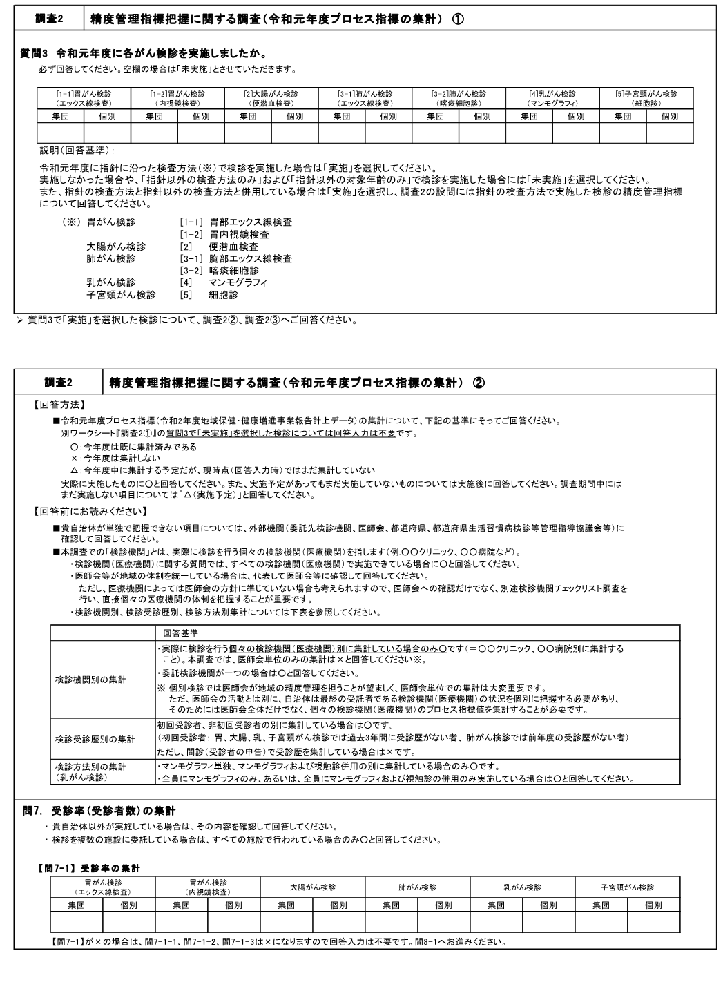 調査2 精度管理指標把握に関する調査(令和元年度プロセス指標の集計) ①
質問3 令和元年度に各がん検診を実施しましたか。
必ず回答してください。空欄の場合は「未実施」とさせていただきます。
[1-1]胃がん検診 [1-2]胃がん検診 [2]大腸がん検診 [3-1]肺がん検診 [3-2]肺がん検診 [4]乳がん検診 [5]子宮頸がん検診
(エックス線検査) (内視鏡検査) (便潜血検査) (エックス線検査) (喀痰細胞診) (マンモグラフィ) (細胞診)
集団 個別 集団 個別 集団 個別 集団 個別 集団 個別 集団 個別 集団 個別
説明(回答基準):
令和元年度に指針に沿った検査方法(※)で検診を実施した場合は「実施」を選択してください。
実施しなかった場合や、「指針以外の検査方法のみ」および「指針以外の対象年齢のみ」で検診を実施した場合には「未実施」を選択してください。
また、指針の検査方法と指針以外の検査方法と併用している場合は「実施」を選択し、調査2の設問には指針の検査方法で実施した検診の精度管理指標
について回答してください。
(※) 胃がん検診 [1-1] 胃部エックス線検査
[1-2] 胃内視鏡検査
大腸がん検診 [2] 便潜血検査
肺がん検診 [3-1] 胸部エックス線検査
[3-2] 喀痰細胞診
乳がん検診 [4] マンモグラフィ
子宮頸がん検診 [5] 細胞診
➢ 質問3で「実施」を選択した検診について、調査2②、調査2③へご回答ください。
調査2 精度管理指標把握に関する調査(令和元年度プロセス指標の集計) ②
【回答方法】
■令和元年度プロセス指標(令和2年度地域保健・健康増進事業報告計上データ)の集計について、下記の基準にそってご回答ください。
別ワークシート『調査2①』の質問3で「未実施」を選択した検診については回答入力は不要です。
○:今年度は既に集計済みである
×:今年度は集計しない
△:今年度中に集計する予定だが、現時点(回答入力時)ではまだ集計していない
実際に実施したものに○と回答してください。また、実施予定があってもまだ実施していないものについては実施後に回答してください。調査期間中には
まだ実施しない項目については「△(実施予定)」と回答してください。
【回答前にお読みください】
■貴自治体が単独で把握できない項目については、外部機関(委託先検診機関、医師会、都道府県、都道府県生活習慣病検診等管理指導協議会等)に
確認して回答してください。
■本調査での「検診機関」とは、実際に検診を行う個々の検診機関(医療機関)を指します(例.○○クリニック、○○病院など)。
・検診機関(医療機関)に関する質問では、すべての検診機関(医療機関)で実施できている場合に○と回答してください。
・医師会等が地域の体制を統一している場合は、代表して医師会等に確認して回答してください。
ただし、医療機関によっては医師会の方針に準じていない場合も考えられますので、医師会への確認だけでなく、別途検診機関チェックリスト調査を
行い、直接個々の医療機関の体制を把握することが重要です。
・検診機関別、検診受診歴別、検診方法別集計については下表を参照してください。
回答基準
検診機関別の集計
・実際に検診を行う個々の検診機関(医療機関)別に集計している場合のみ○です(=○○クリニック、○○病院別に集計する
こと)。本調査では、医師会単位のみの集計は×と回答してください※。
・委託検診機関が一つの場合は○と回答してください。
※ 個別検診では医師会が地域の精度管理を担うことが望ましく、医師会単位での集計は大変重要です。
ただ、医師会の活動とは別に、自治体は最終の受託者である検診機関(医療機関)の状況を個別に把握する必要があり、
そのためには医師会全体だけでなく、個々の検診機関(医療機関)のプロセス指標値を集計することが必要です。
検診受診歴別の集計
初回受診者、非初回受診者の別に集計している場合は○です。
(初回受診者: 胃、大腸、乳、子宮頸がん検診では過去3年間に受診歴がない者、肺がん検診では前年度の受診歴がない者)
ただし、問診(受診者の申告)で受診歴を集計している場合は×です。
検診方法別の集計
(乳がん検診)
・マンモグラフィ単独、マンモグラフィおよび視触診併用の別に集計している場合のみ○です。
・全員にマンモグラフィのみ、あるいは、全員にマンモグラフィおよび視触診の併用のみ実施している場合は○と回答してください。
問7. 受診率(受診者数)の集計
・ 貴自治体以外が実施している場合は、その内容を確認して回答してください。
・ 検診を複数の施設に委託している場合は、すべての施設で行われている場合のみ○と回答してください。
【問7-1】 受診率の集計
胃がん検診 胃がん検診 大腸がん検診 肺がん検診 乳がん検診 子宮頸がん検診
(エックス線検査) (内視鏡検査)
集団 個別 集団 個別 集団 個別 集団 個別 集団 個別 集団 個別
【問7-1】が×の場合は、問7-1-1、問7-1-2、問7-1-3は×になりますので回答入力は不要です。問8-1へお進みください。